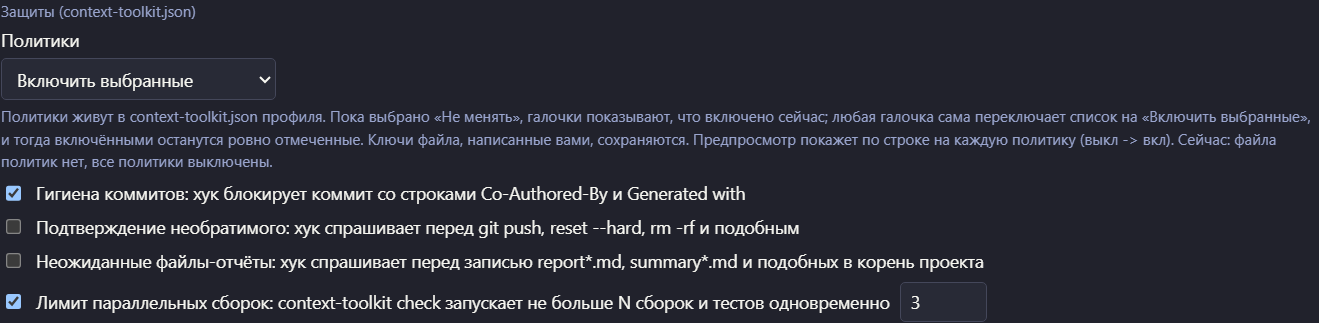 Защиты (context-toolkit.json)
Политики
Включить выбранные
Политики живут в context-toolkit.json профиля. Пока выбрано «Не менять», галочки показывают, что включено сейчас; любая галочка сама переключает список на «Включить выбранные»,
и тогда включёнными останутся ровно отмеченные. Ключи файла, написанные вами, сохраняются. Предпросмотр покажет по строке на каждую политику (выкл -> вкл). Сейчас: файла
политик нет, все политики выключены.
Гигиена коммитов: хук блокирует коммит со строками Co-Authored-By и Generated with
Подтверждение необратимого: хук спрашивает перед git push, reset --hard, rm -rf и подобным
Неожиданные файлы-отчёты: хук спрашивает перед записью report*.md, summary*.md и подобных в корень проекта
Лимит параллельных сборок: context-toolkit check запускает не больше N сборок и тестов одновременно 3